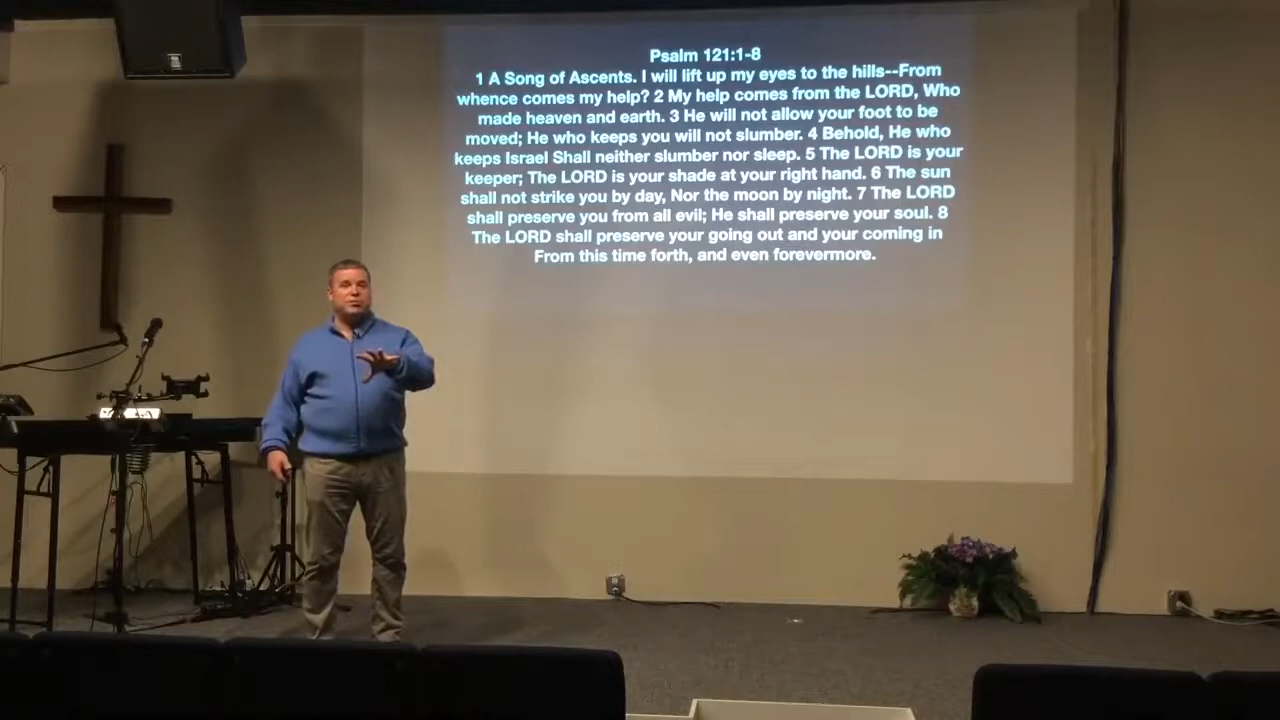 Psalm 121:1-8
1 A Song of Ascents. I will lift up my eyes to the hills--From
whence comes my help? 2 My help comes from the LORD, Who
made heaven and earth. 3 He will not allow your foot to be
moved; He who keeps you will not slumber. 4 Behold, He who
keeps Israel Shall neither slumber nor sleep. 5 The LORD is your
keeper; The LORD is your shade at your right hand. 6 The sun
shall not strike you by day, Nor the moon by night. 7 The LORD
shall preserve you from all evil; He shall preserve your soul. 8
The LORD shall preserve your going out and your coming in
From this time forth, and even forevermore.